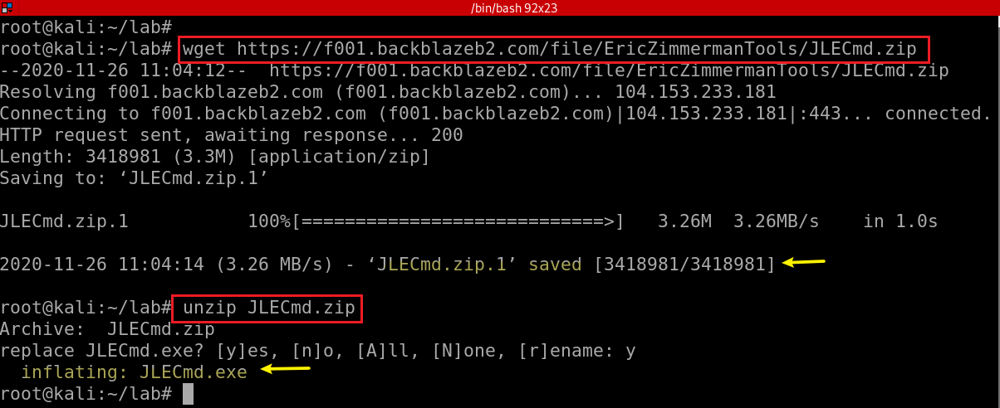 /bin/bash 92x23
root@kali:~/lab#
root@kali:~/lab# wget https://f001.backblazeb2.com/file/EricZimmermanTools/JLECmd.zip
--2020-11-26 11:04:12--  https://f001.backblazeb2.com/file/EricZimmermanTools/JLECmd.zip
Resolving f001.backblazeb2.com (f001.backblazeb2.com)... 104.153.233.181
Connecting to f001.backblazeb2.com (f001.backblazeb2.com)|104.153.233.181|:443... connected.
HTTP request sent, awaiting response... 200
Length: 3418981 (3.3M) [application/zip]
Saving to: ‘JLECmd.zip.1’
JLECmd.zip.1           100%[============================>]   3.26M  3.26MB/s    in 1.0s
2020-11-26 11:04:14 (3.26 MB/s) - ‘JLECmd.zip.1’ saved [3418981/3418981]
root@kali:~/lab# unzip JLECmd.zip
Archive:  JLECmd.zip
replace JLECmd.exe? [y]es, [n]o, [A]ll, [N]one, [r]ename: y
  inflating: JLECmd.exe
root@kali:~/lab#